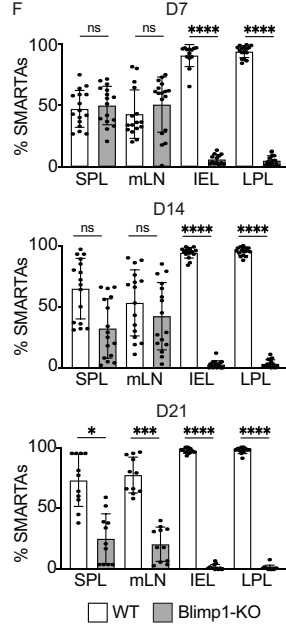 F
D7
ns ns **** ****
% SMARTAs
100
50
0
SPL mLN IEL LPL
D14
ns ns **** ****
% SMARTAs
100
50
0
SPL mLN IEL LPL
D21
* *** **** ****
% SMARTAs
100
50
0
SPL mLN IEL LPL
WT Blimp1-KO